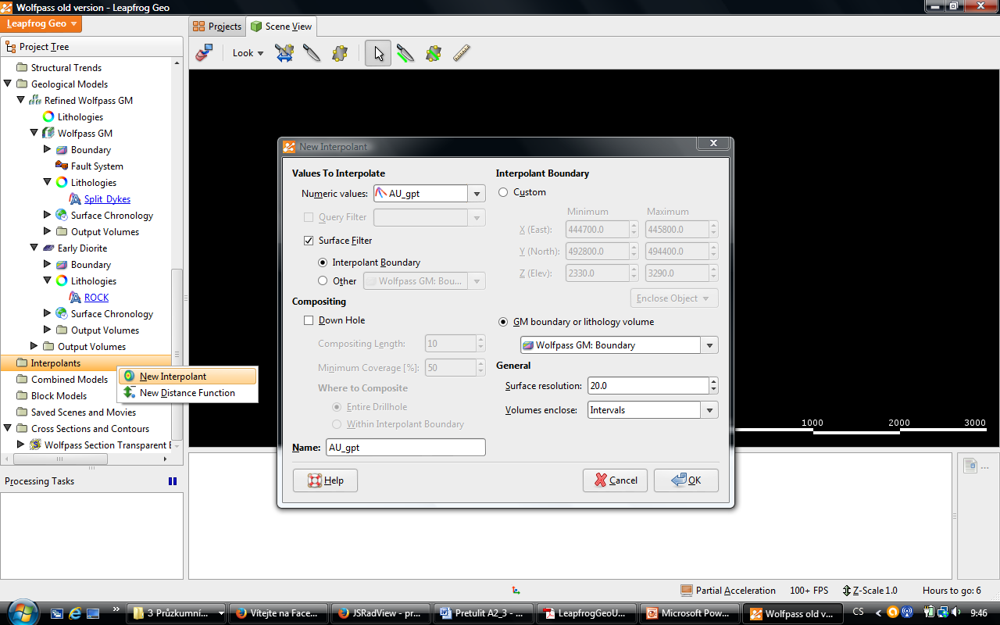 Wolfpass old version - Leapfrog Geo
Leapfrog Geo
Projects
Scene View
Project Tree
Look
Structural Trends
Geological Models
Refined Wolfpass GM
Lithologies
Wolfpass GM
Boundary
Fault System
Lithologies
Split_Dykes
Surface Chronology
Output Volumes
Early Diorite
Boundary
Lithologies
ROCK
Surface Chronology
Output Volumes
Output Volumes
Interpolants
Combined Models
Block Models
Saved Scenes and Movies
Cross Sections and Contours
Wolfpass Section Transparent
New Interpolant
New Distance Function
Processing Tasks
New Interpolant
Values To Interpolate
Numeric values: AU_gpt
Query Filter
Surface Filter
Interpolant Boundary
Other Wolfpass GM: Bou...
Compositing
Down Hole
Compositing Length: 10
Minimum Coverage [%]: 50
Where to Composite
Entire Drillhole
Within Interpolant Boundary
Name: AU_gpt
Interpolant Boundary
Custom
Minimum Maximum
X (East): 444700.0 445800.0
Y (North): 492800.0 494400.0
Z (Elev): 2330.0 3290.0
Enclose Object
GM boundary or lithology volume
Wolfpass GM: Boundary
General
Surface resolution: 20.0
Volumes enclose: Intervals
Help
Cancel
OK
1000 2000 3000
...
Partial Acceleration 100+ FPS Z-Scale 1.0 Hours to go: 6
» 3 Průzkumní... Vítejte na Face... JSRadView - pr... Pretulit A2_3 - ... LeapfrogGeoU... Microsoft Pow... Wolfpass old v... CS 9:46